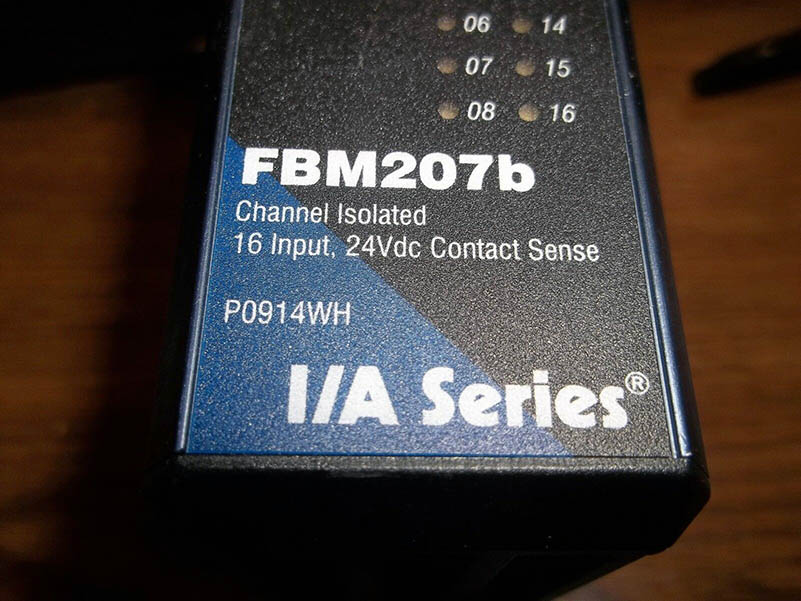 06 14
07 15
08 16
FBM207b
Channel Isolated
16 Input, 24Vdc Contact Sense
P0914WH
I/A Series®